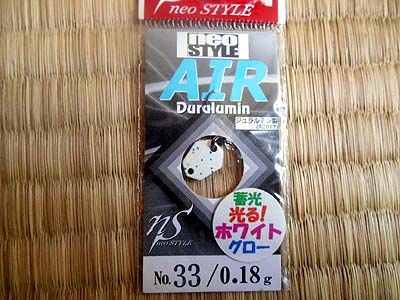 neo STYLE
neo
STYLE
AIR
Duralumin
ジュラルミン製
(A2017)
蓄光
光る!
ホワイト
グロー
ns
neo STYLE
No. 33/0.18g